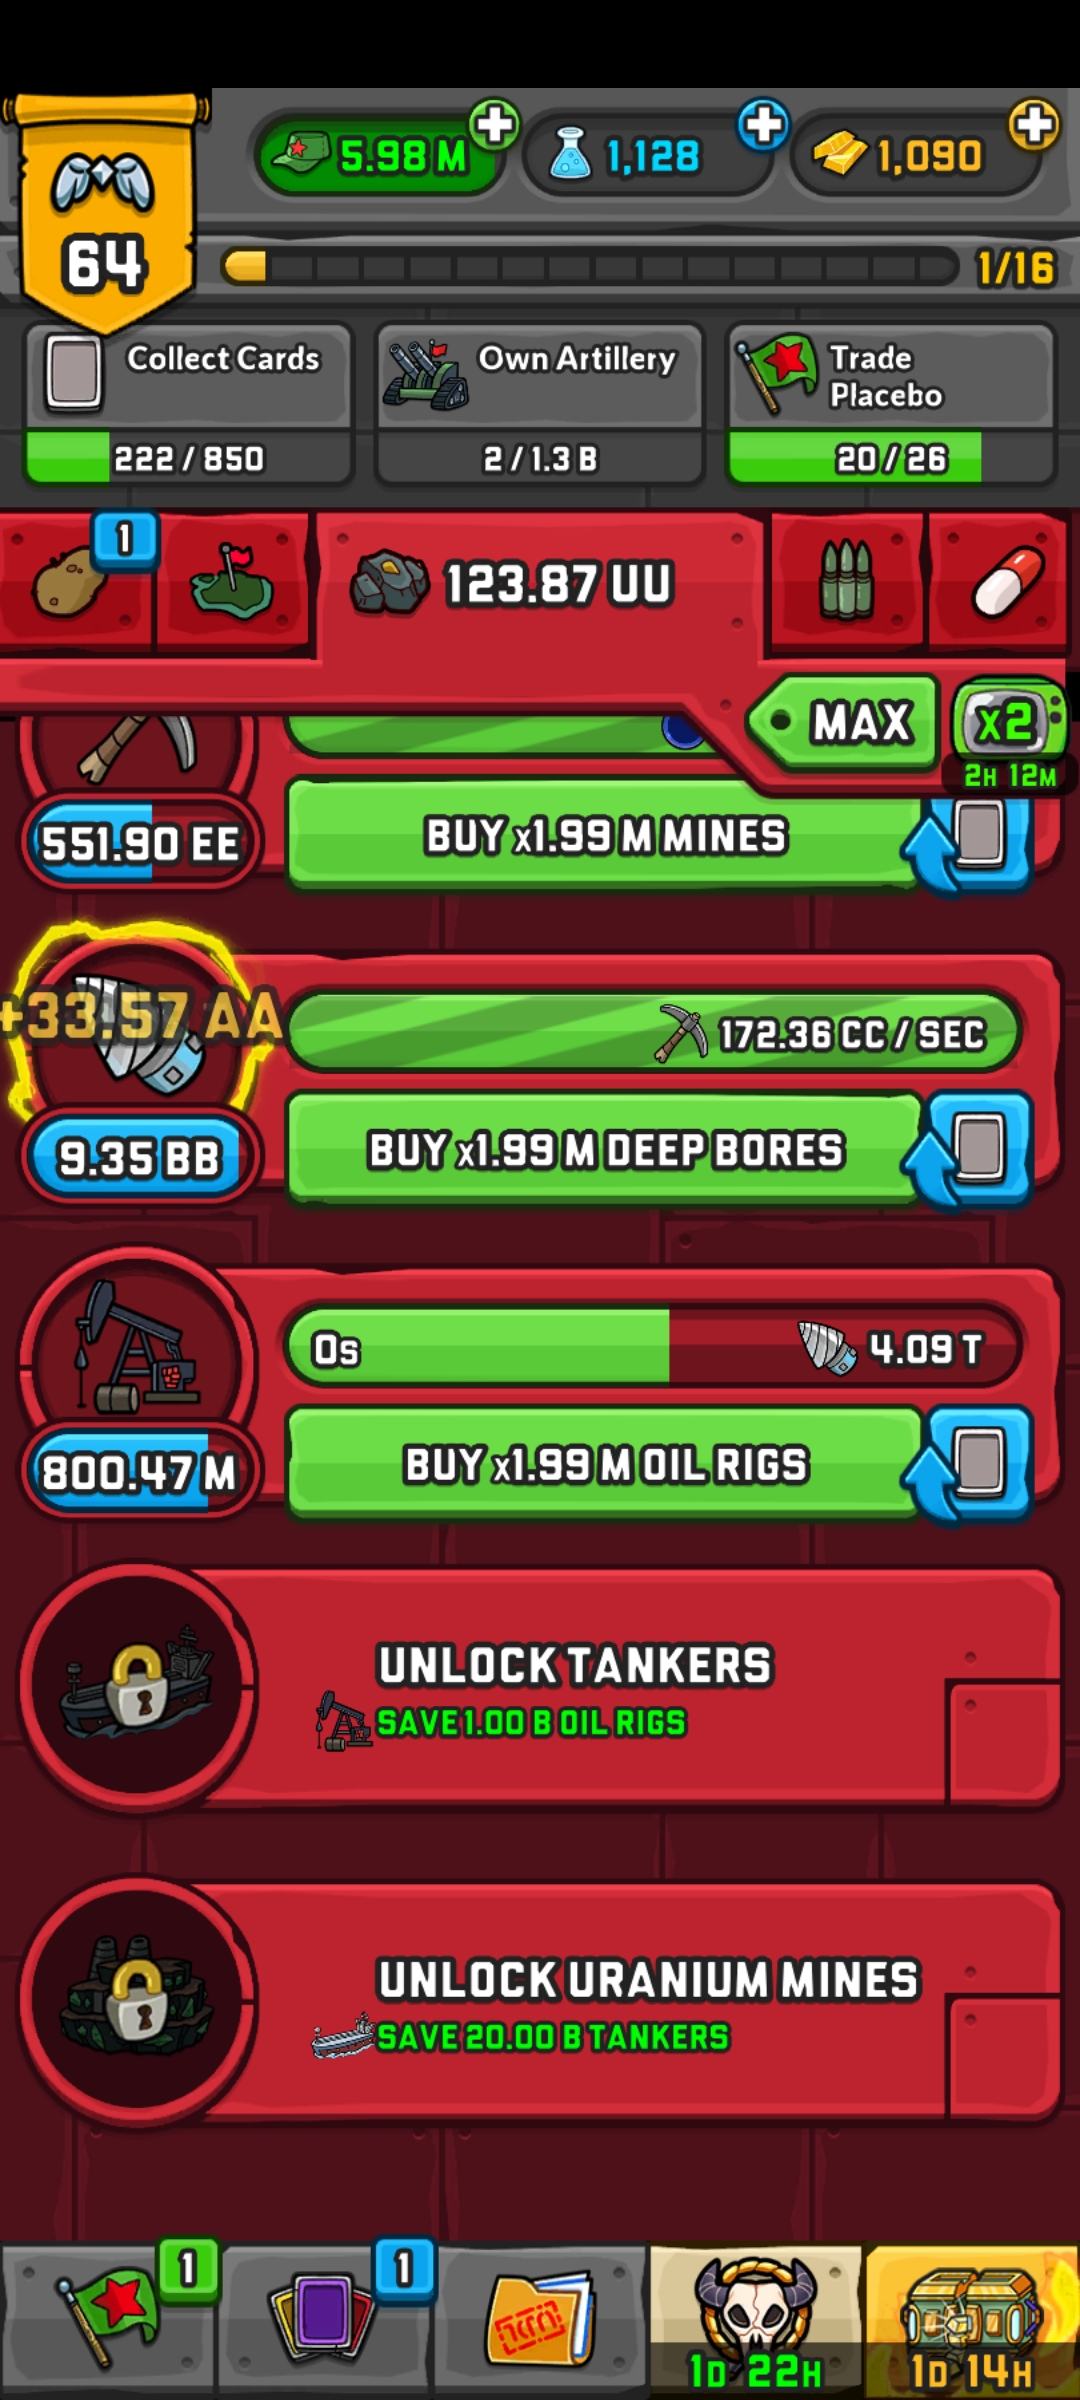 64
5.98 M
1,128
1,090
1/16
Collect Cards
222 / 850
Own Artillery
2 / 1.3 B
Trade
Placebo
20 / 26
1
123.87 UU
MAX
x2
2H 12M
551.90 EE
BUY x1.99 M MINES
+33.57 AA
172.36 CC / SEC
9.35 BB
BUY x1.99 M DEEP BORES
0s
4.09 T
800.47 M
BUY x1.99 M OIL RIGS
UNLOCK TANKERS
SAVE 1.00 B OIL RIGS
UNLOCK URANIUM MINES
SAVE 20.00 B TANKERS
1
1
1D 22H
1D 14H